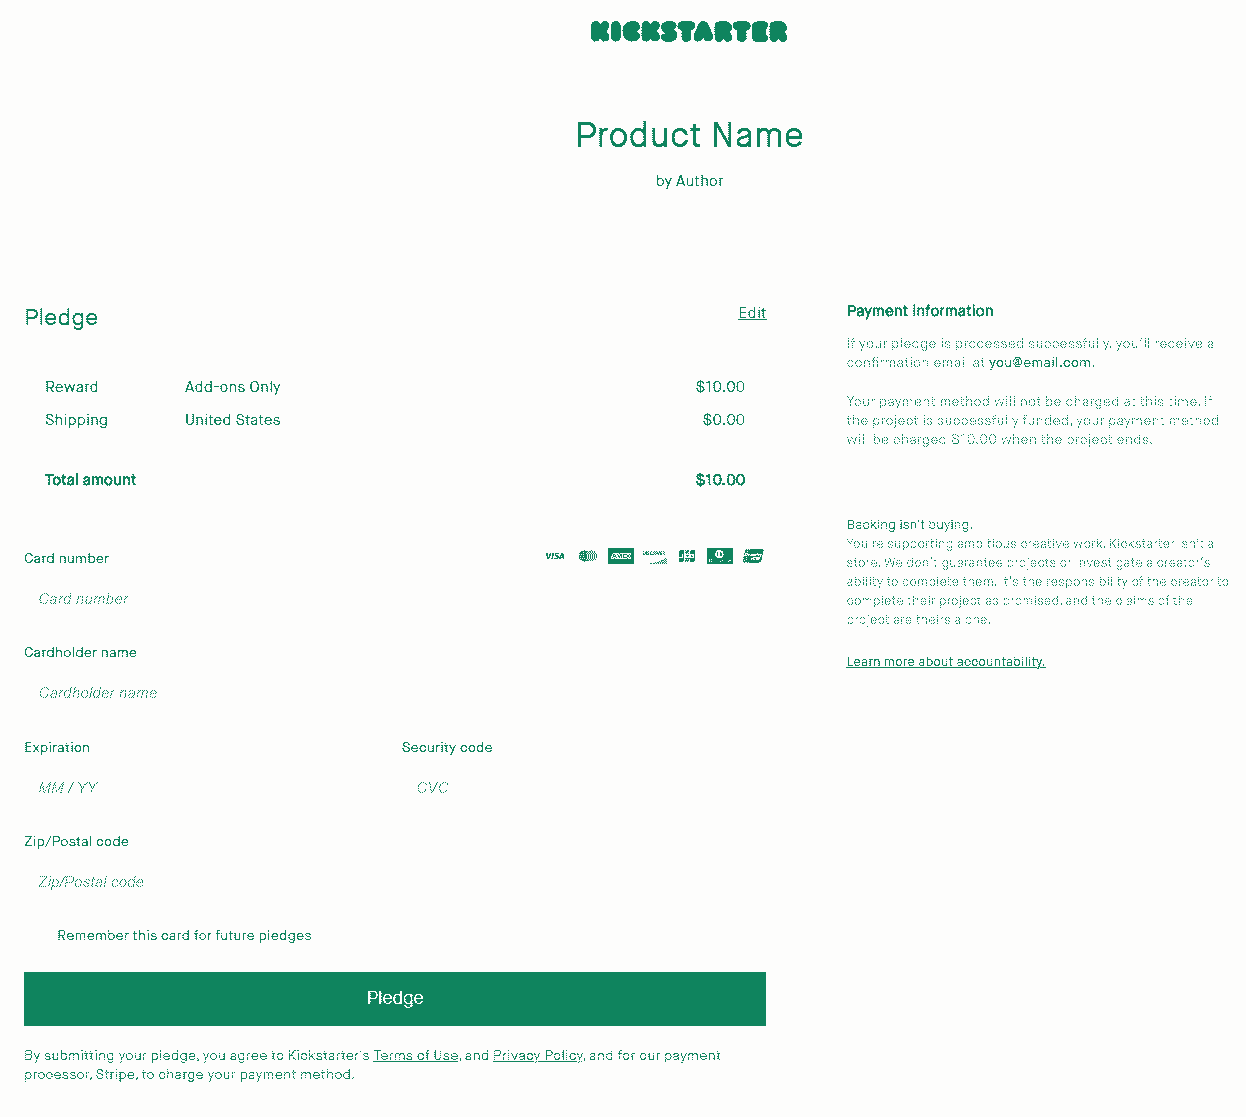 KICKSTARTER
Product Name
by Author
Pledge
Edit
Reward Add-ons Only $10.00
Shipping United States $0.00
Total amount $10.00
Card number
VISA AMEX DISCOVER JCB
Card number
Cardholder name
Cardholder name
Expiration Security code
MM / YY CVC
Zip/Postal code
Zip/Postal code
Remember this card for future pledges
Pledge
By submitting your pledge, you agree to Kickstarter's Terms of Use, and Privacy Policy, and for our payment
processor, Stripe, to charge your payment method.
Payment information
If your pledge is processed successfully, you'll receive a
confirmation email at you@email.com.
Your payment method will not be charged at this time. If
the project is successfully funded, your payment method
will be charged $10.00 when the project ends.
Backing isn't buying.
You're supporting ambitious creative work. Kickstarter isn't a
store. We don't guarantee projects or investigate a creator's
ability to complete them. It's the responsibility of the creator to
complete their project as promised, and the claims of the
project are theirs alone.
Learn more about accountability.